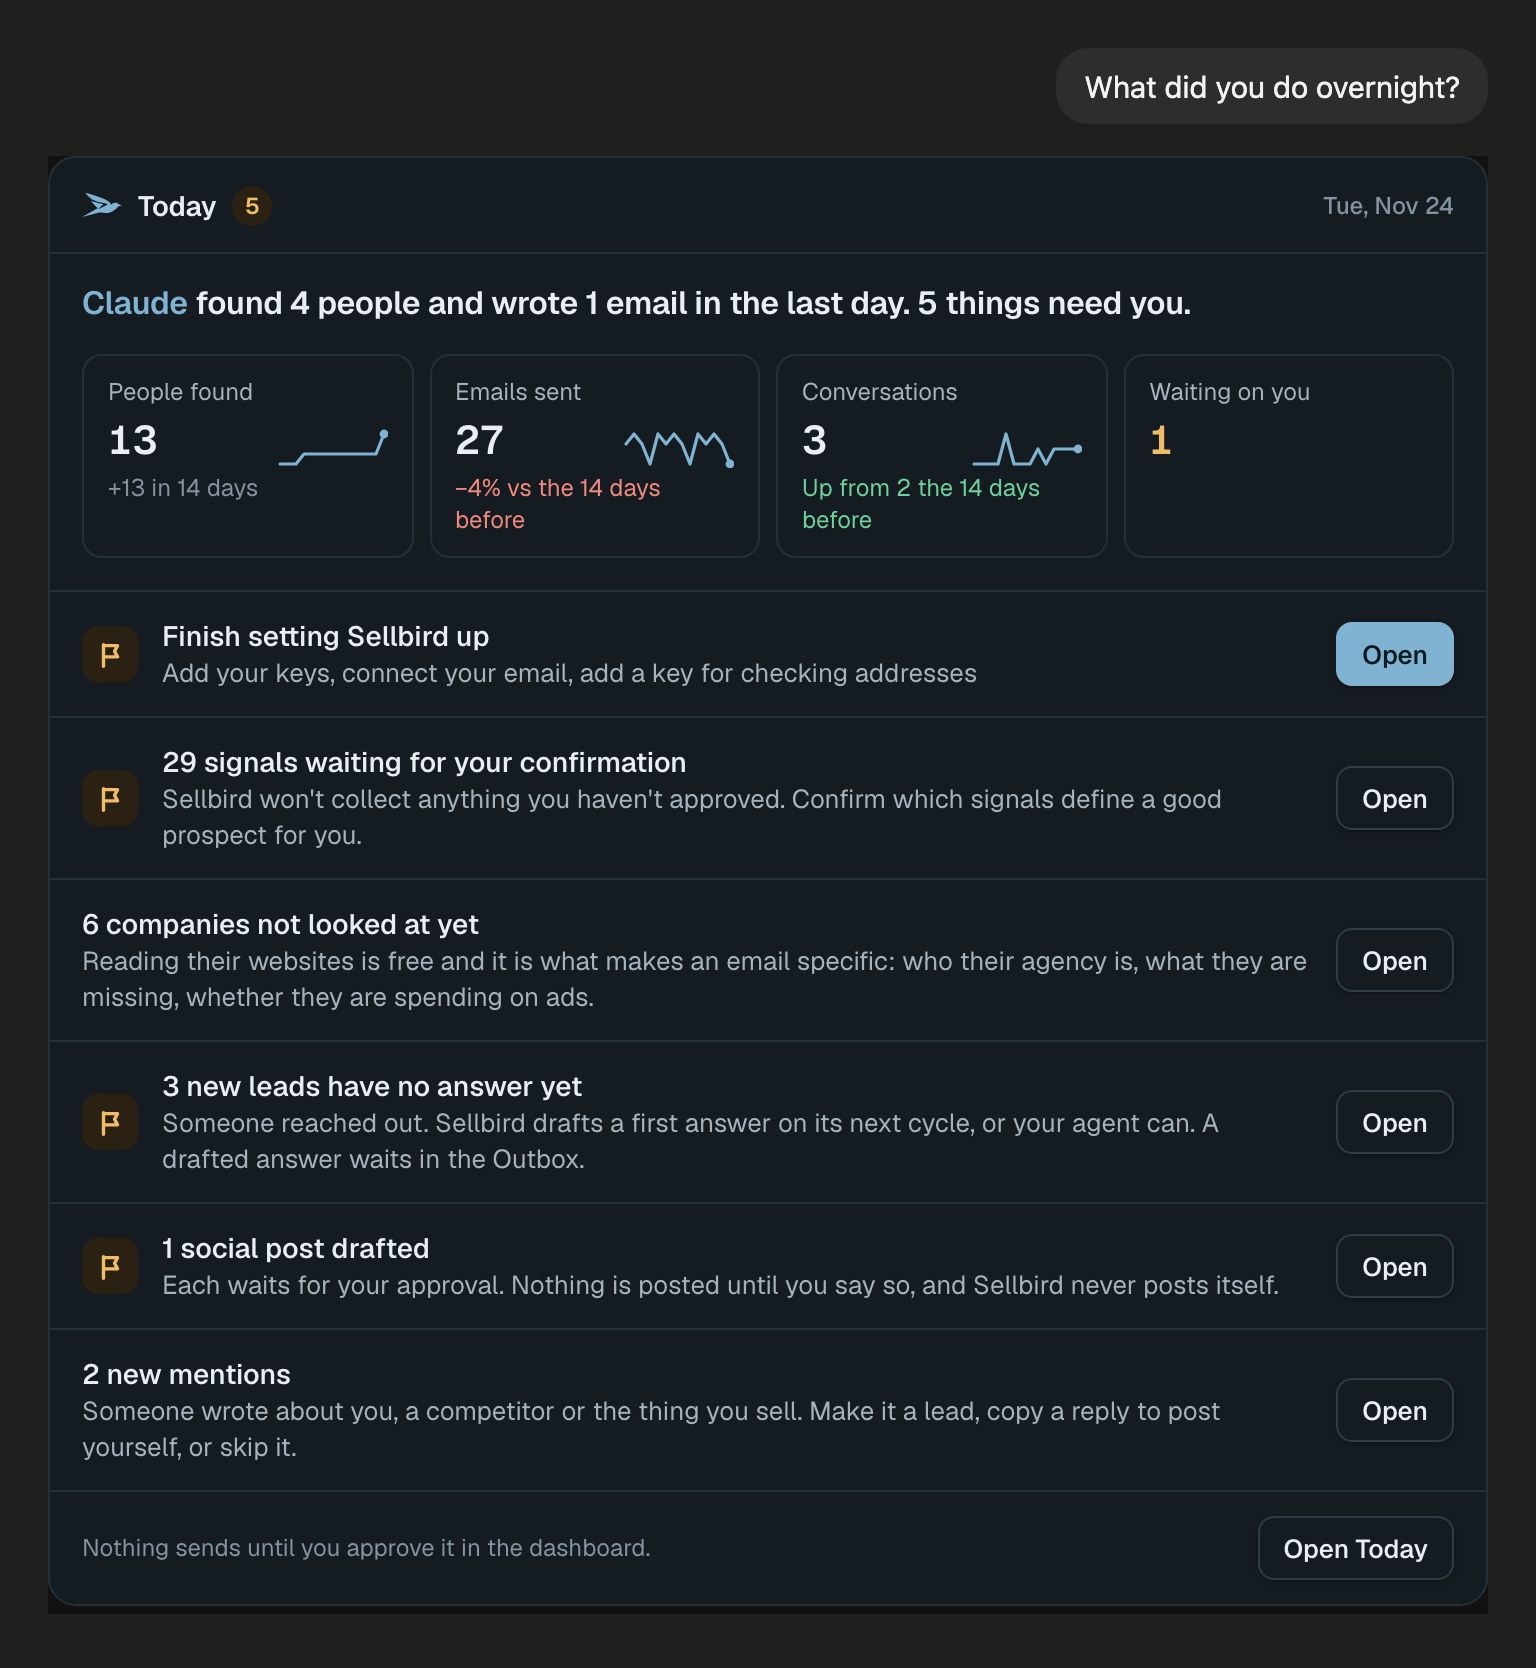 What did you do overnight?
Today 5
Tue, Nov 24
Claude found 4 people and wrote 1 email in the last day. 5 things need you.
People found
13
+13 in 14 days
Emails sent
27
−4% vs the 14 days
before
Conversations
3
Up from 2 the 14 days
before
Waiting on you
1
Finish setting Sellbird up
Add your keys, connect your email, add a key for checking addresses
Open
29 signals waiting for your confirmation
Sellbird won't collect anything you haven't approved. Confirm which signals define a good
prospect for you.
Open
6 companies not looked at yet
Reading their websites is free and it is what makes an email specific: who their agency is, what they are
missing, whether they are spending on ads.
Open
3 new leads have no answer yet
Someone reached out. Sellbird drafts a first answer on its next cycle, or your agent can. A
drafted answer waits in the Outbox.
Open
1 social post drafted
Each waits for your approval. Nothing is posted until you say so, and Sellbird never posts itself.
Open
2 new mentions
Someone wrote about you, a competitor or the thing you sell. Make it a lead, copy a reply to post
yourself, or skip it.
Open
Nothing sends until you approve it in the dashboard.
Open Today